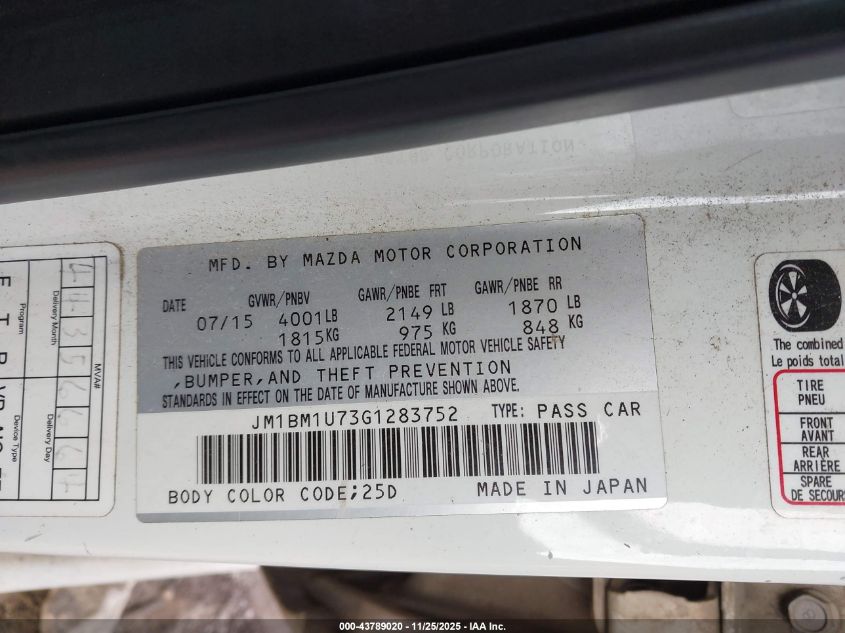 MFD. BY MAZDA MOTOR CORPORATION
DATE GVWR/PNBV GAWR/PNBE FRT GAWR/PNBE RR
07/15 4001LB 2149 LB 1870 LB
1815KG 975 KG 848 KG
THIS VEHICLE CONFORMS TO ALL APPLICABLE FEDERAL MOTOR VEHICLE SAFETY
,BUMPER,AND THEFT PREVENTION
STANDARDS IN EFFECT ON THE DATE OF MANUFACTURE SHOWN ABOVE.
JM1BM1U73G1283752 TYPE: PASS CAR
BODY COLOR CODE;25D MADE IN JAPAN
MVA#
Delivery Month
Program
Delivery Day
Device Type
The combined
Le poids total
TIRE
PNEU
FRONT
AVANT
REAR
ARRIÈRE
SPARE
DE SECOURS
000-43789020 - 11/25/2025 - IAA Inc.